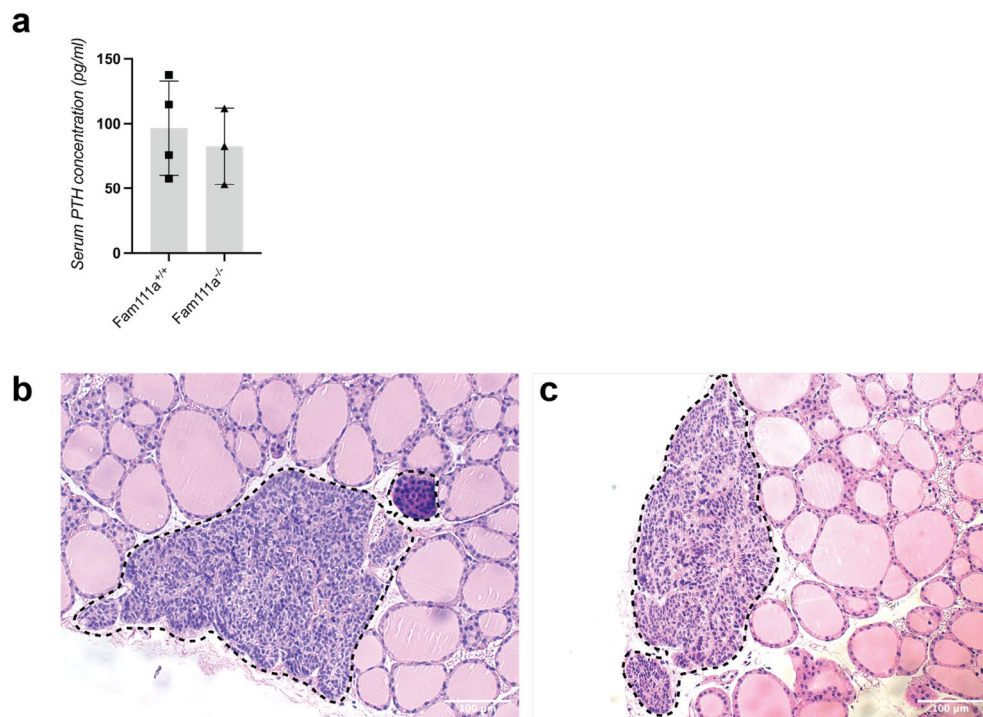 a
Serum PTH concentration (pg/ml)
150
100
50
0
Fam111a+/+
Fam111a-/-
b
c
100 µm
100 µm